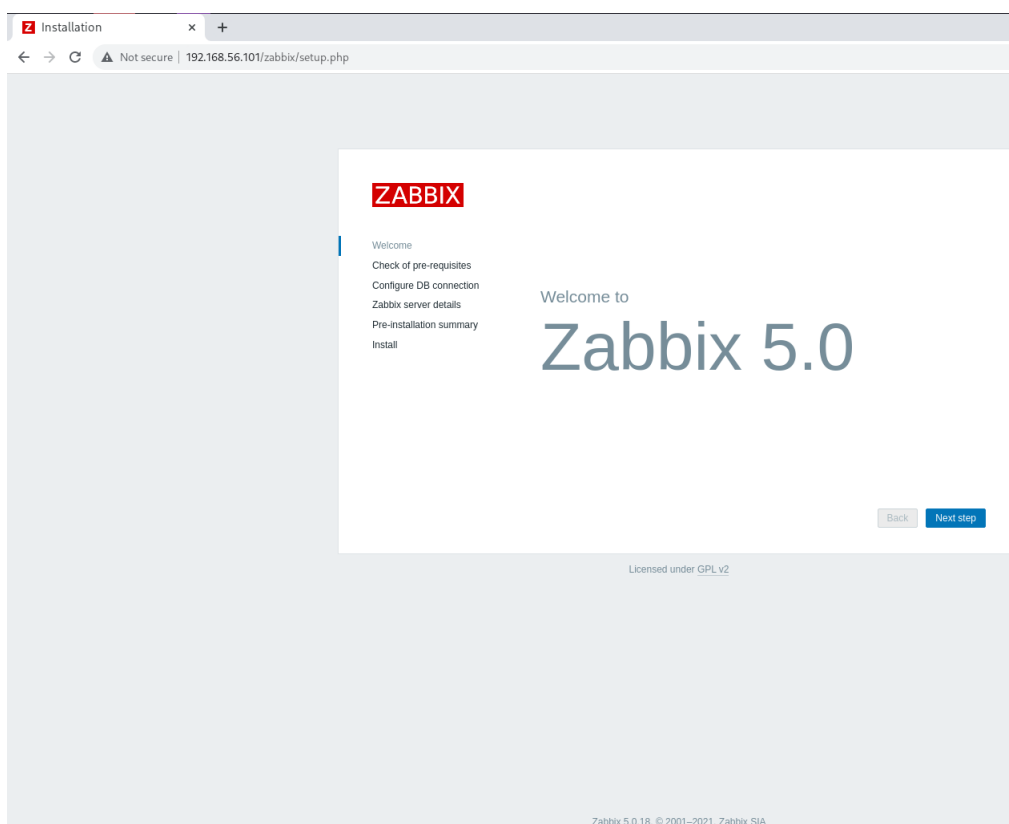 Z Installation
Not secure | 192.168.56.101/zabbix/setup.php
ZABBIX
Welcome
Check of pre-requisites
Configure DB connection
Zabbix server details
Pre-installation summary
Install
Welcome to
Zabbix 5.0
Back Next step
Licensed under GPL v2
Zabbix 5.0.18. © 2001–2021, Zabbix SIA